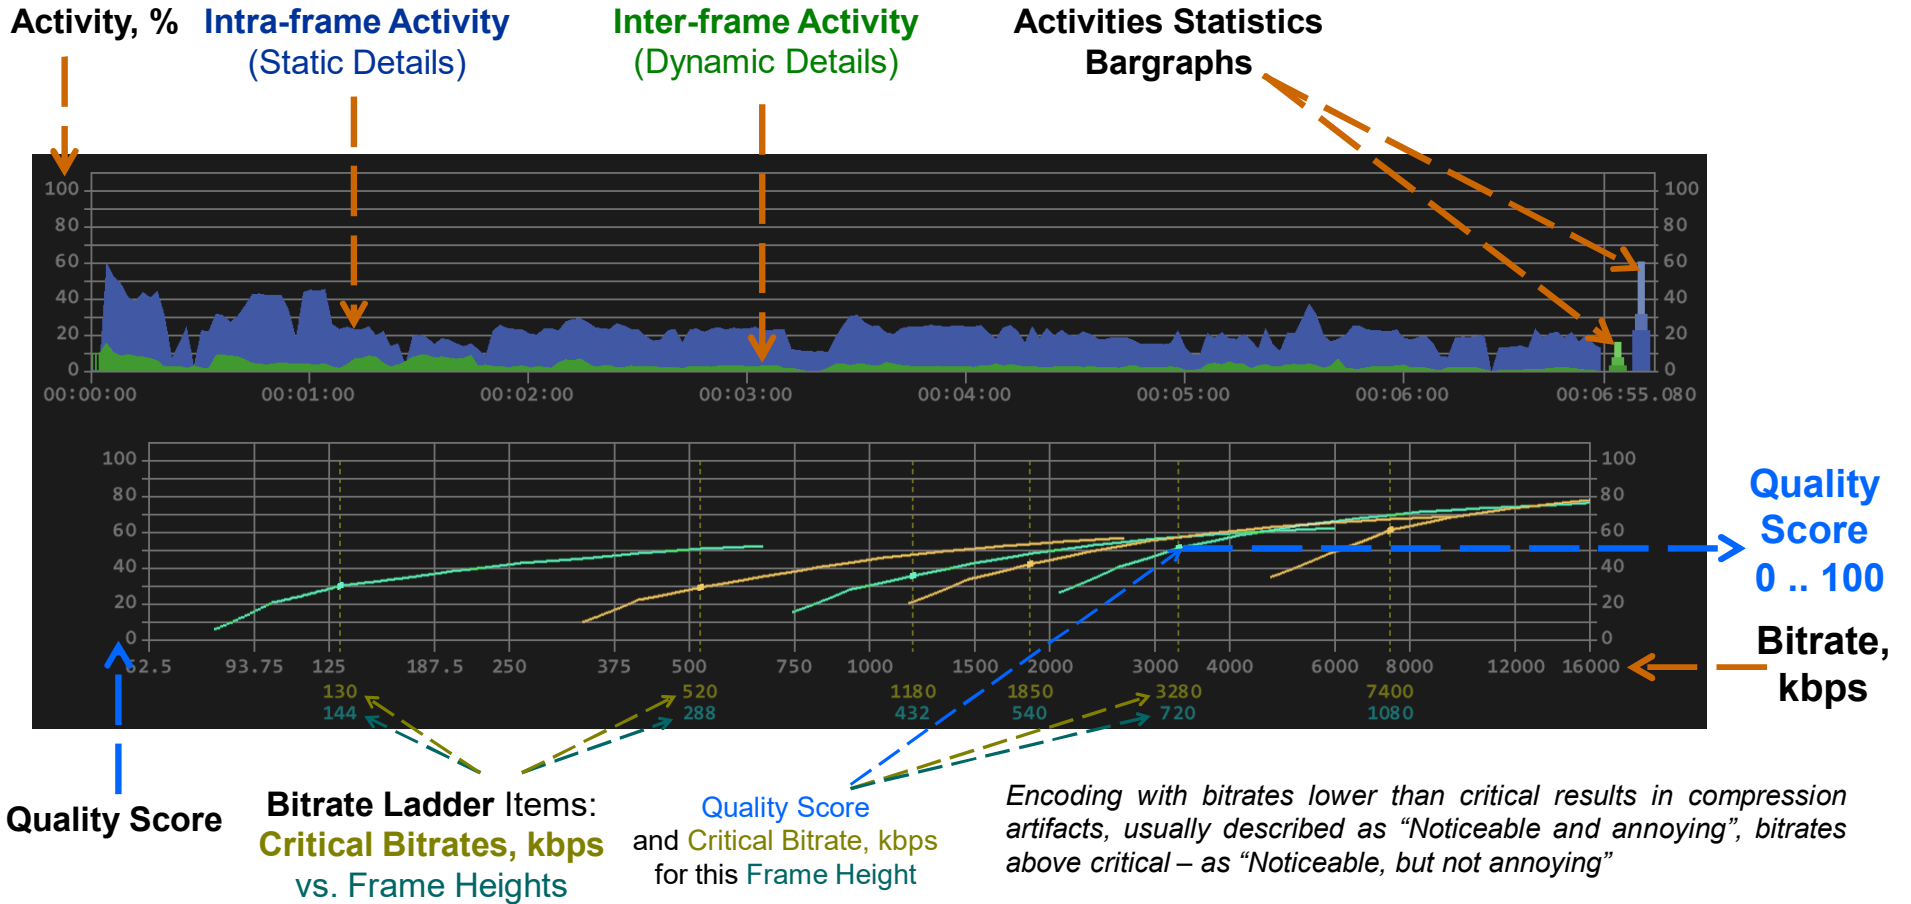 Activity, % Intra-frame Activity Inter-frame Activity Activities Statistics
(Static Details) (Dynamic Details) Bargraphs
100 100
80 80
60 60
40 40
20 20
0 0
00:00:00 00:01:00 00:02:00 00:03:00 00:04:00 00:05:00 00:06:00 00:06:55.080
100 100
80 80
60 60
40 40
20 20
0 0
62.5 93.75 125 187.5 250 375 500 750 1000 1500 2000 3000 4000 6000 8000 12000 16000
130 520 1180 1850 3280 7400
144 288 432 540 720 1080
Quality
Score
0 .. 100
Bitrate,
kbps
Quality Score
Bitrate Ladder Items:
Critical Bitrates, kbps
vs. Frame Heights
Quality Score
and Critical Bitrate, kbps
for this Frame Height
Encoding with bitrates lower than critical results in compression
artifacts, usually described as “Noticeable and annoying”, bitrates
above critical – as “Noticeable, but not annoying”